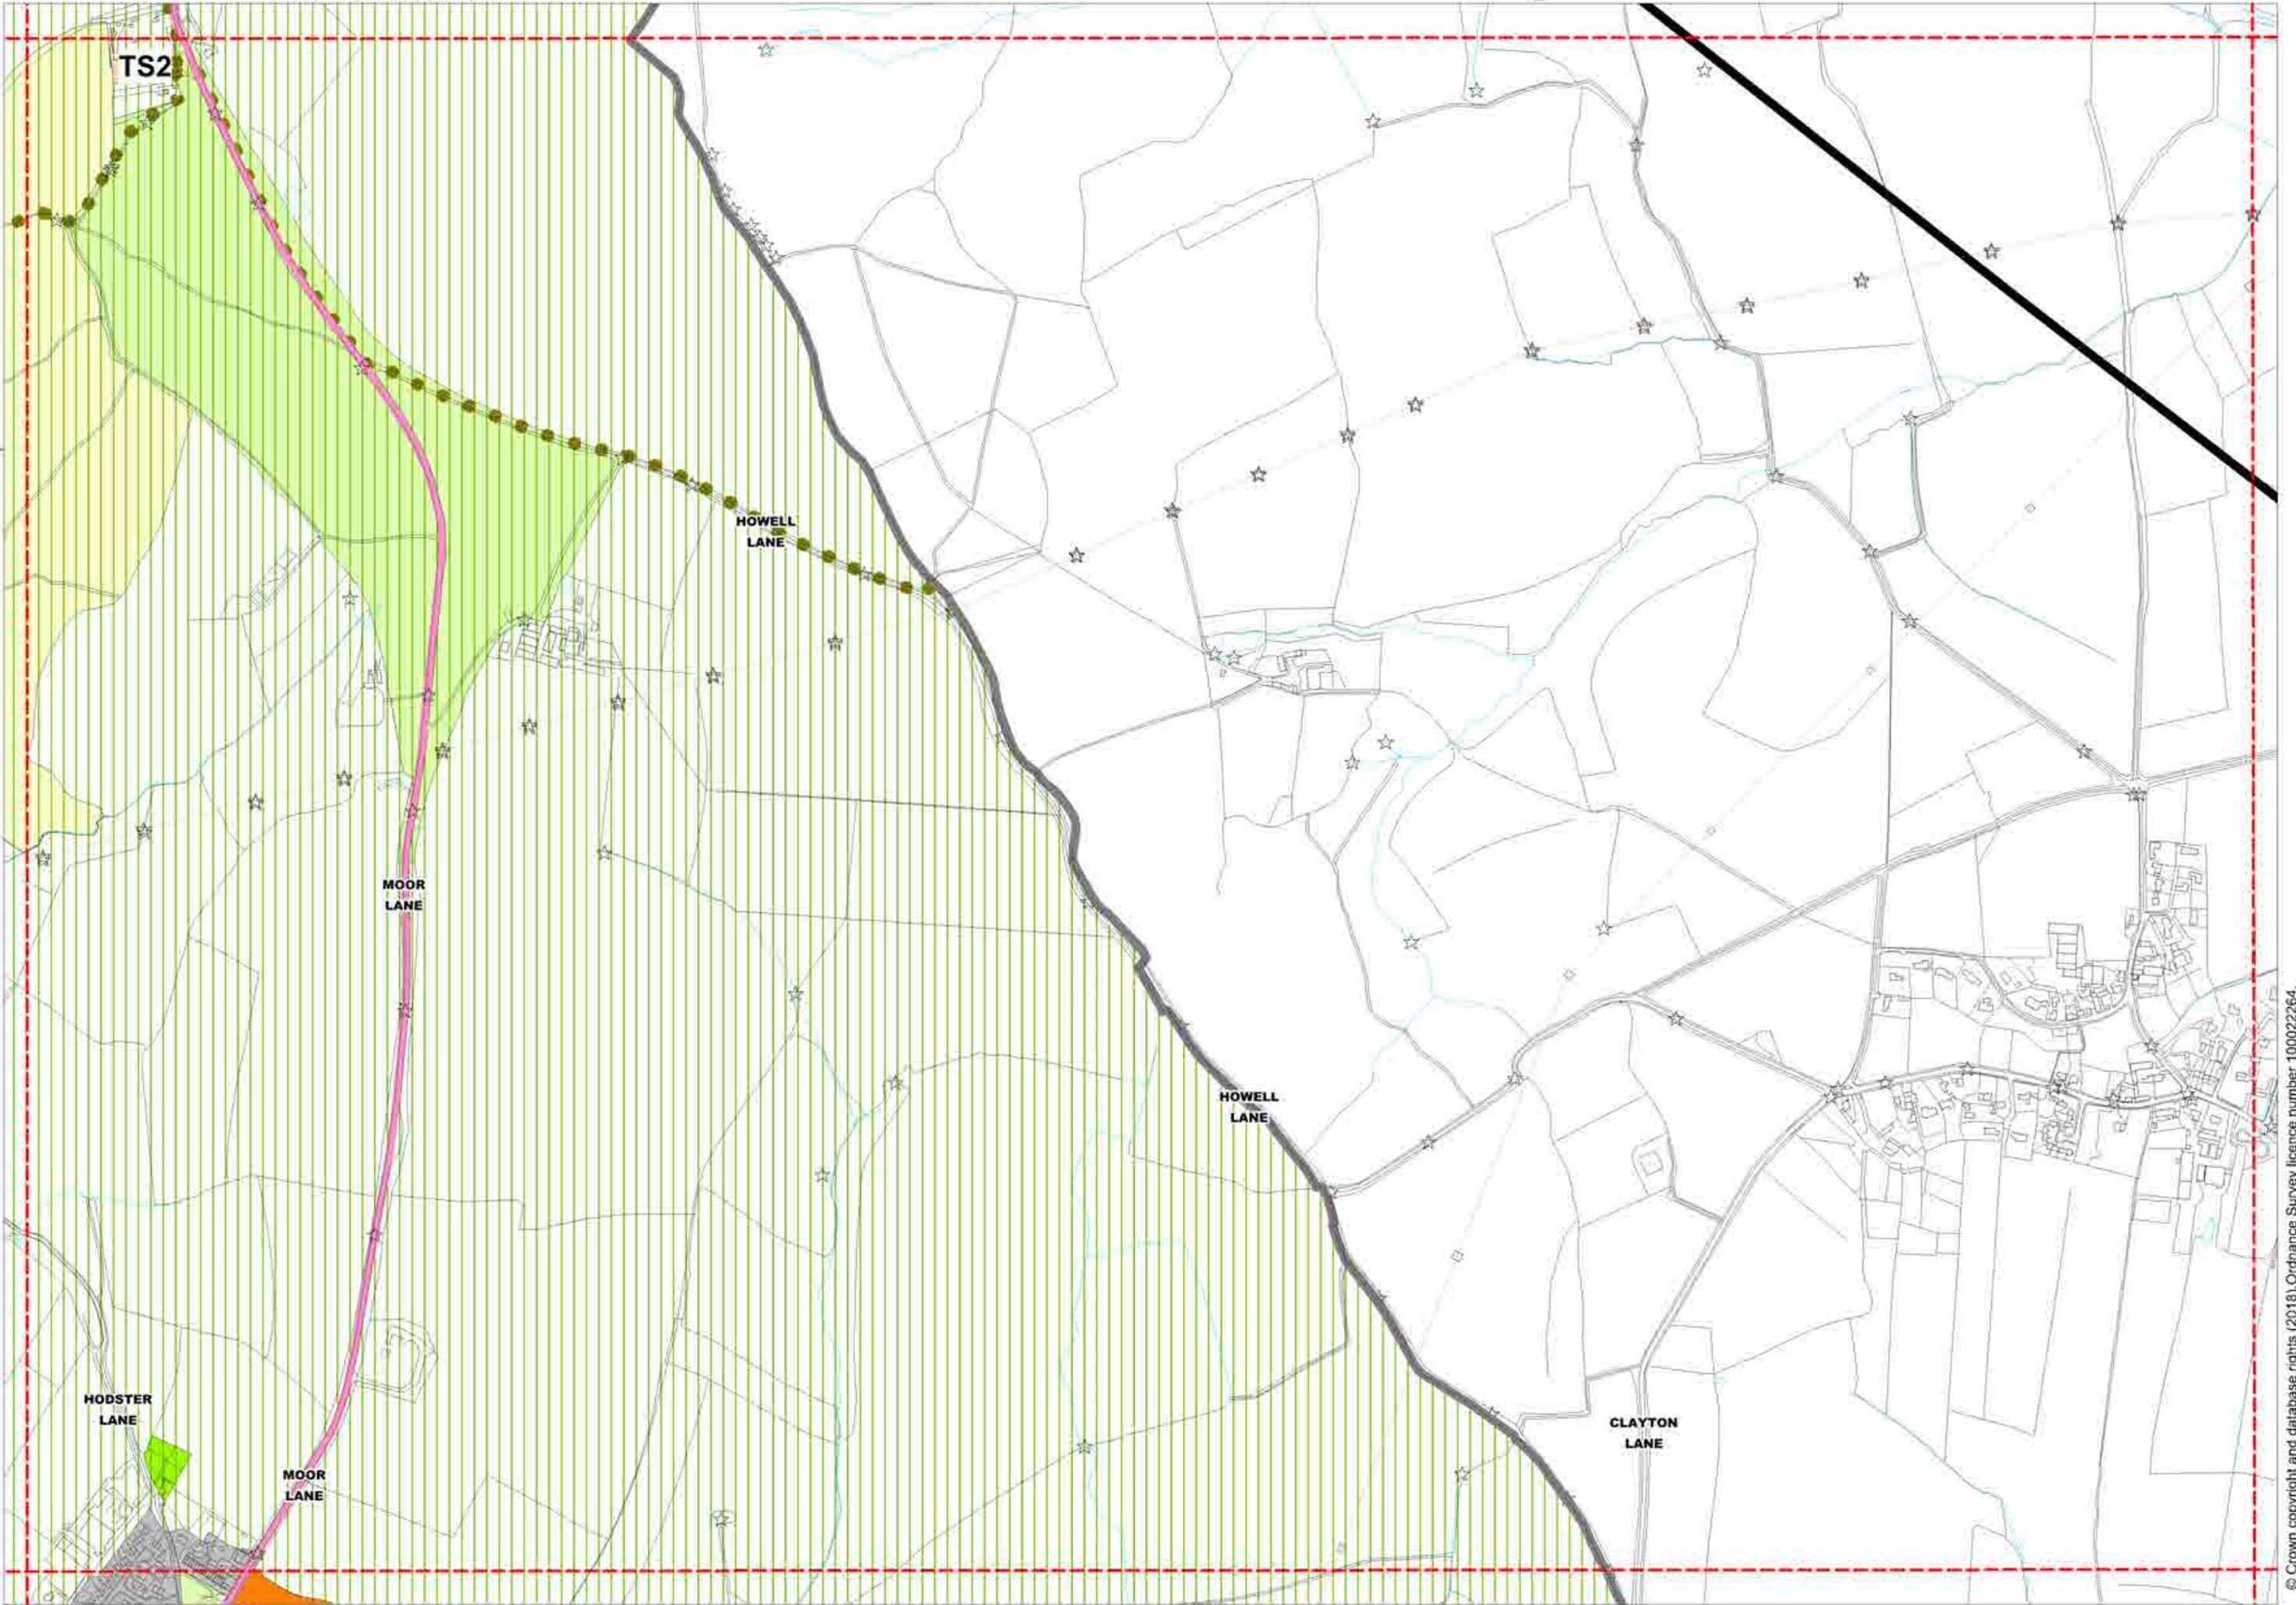 TS2
HOWELL
LANE
MOOR
LANE
HOWELL
LANE
HODSTER
LANE
CLAYTON
LANE
MOOR
LANE
© Crown copyright and database rights (2018) Ordnance Survey licence number 100022264.